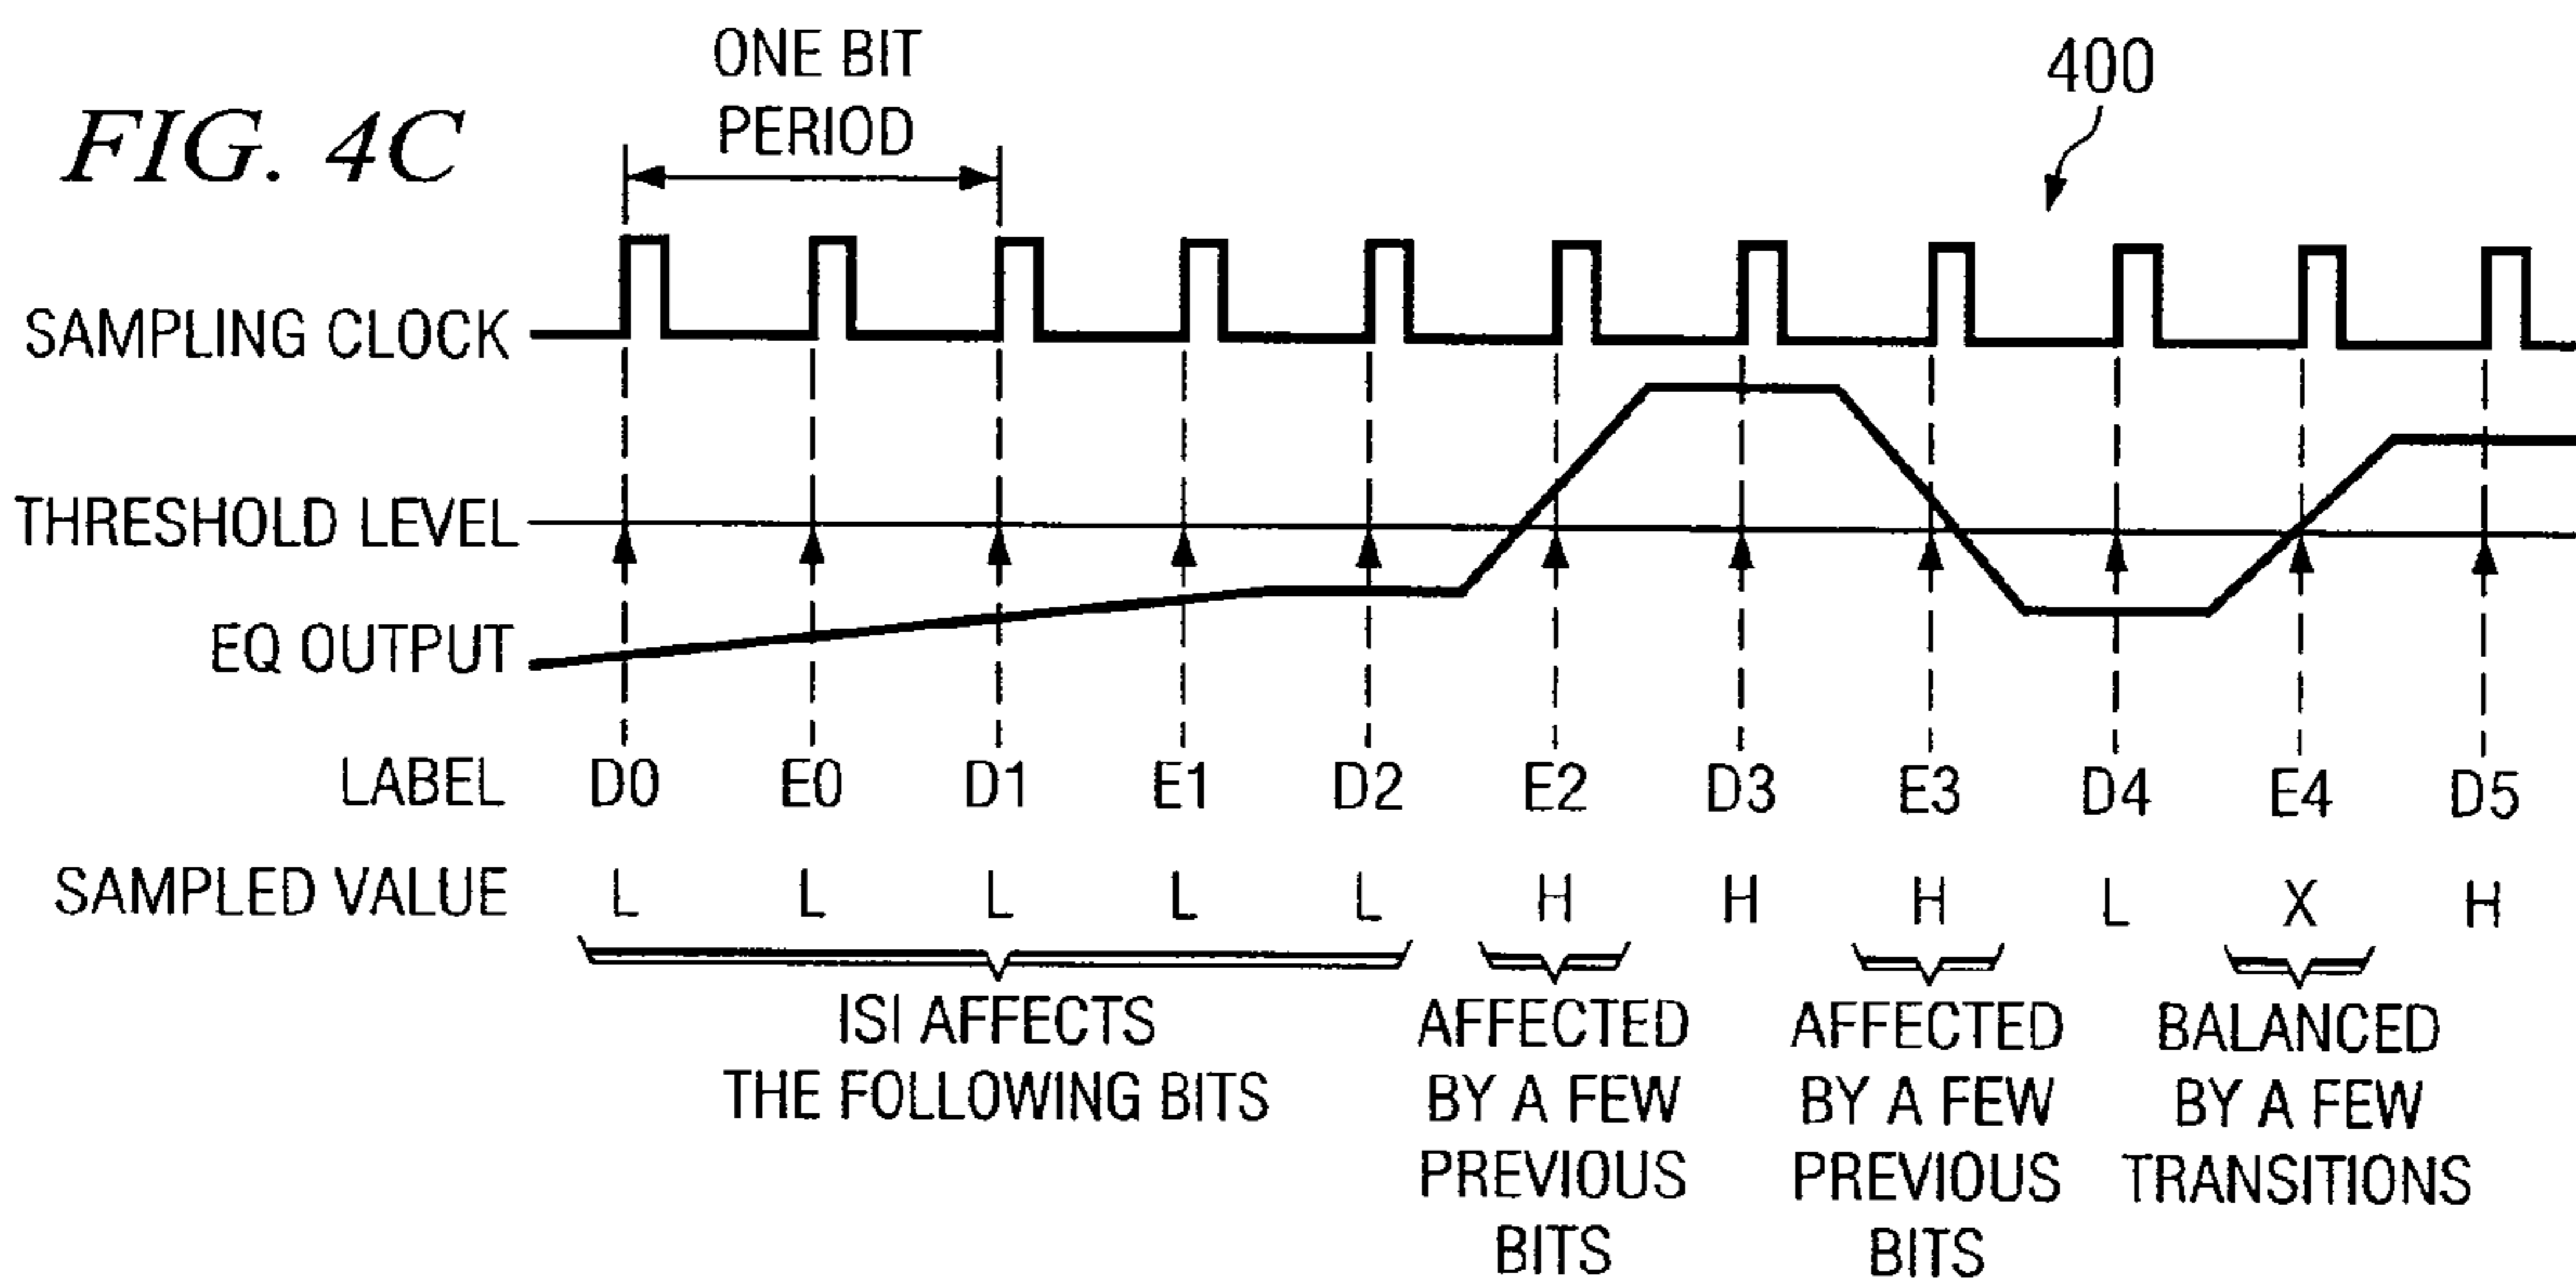 FIG. 4C
ONE BIT
PERIOD
400
SAMPLING CLOCK
THRESHOLD LEVEL
EQ OUTPUT
LABEL D0 E0 D1 E1 D2 E2 D3 E3 D4 E4 D5
SAMPLED VALUE L L L L L H H H L X H
ISI AFFECTS
THE FOLLOWING BITS
AFFECTED
BY A FEW
PREVIOUS
BITS
AFFECTED
BY A FEW
PREVIOUS
BITS
BALANCED
BY A FEW
TRANSITIONS